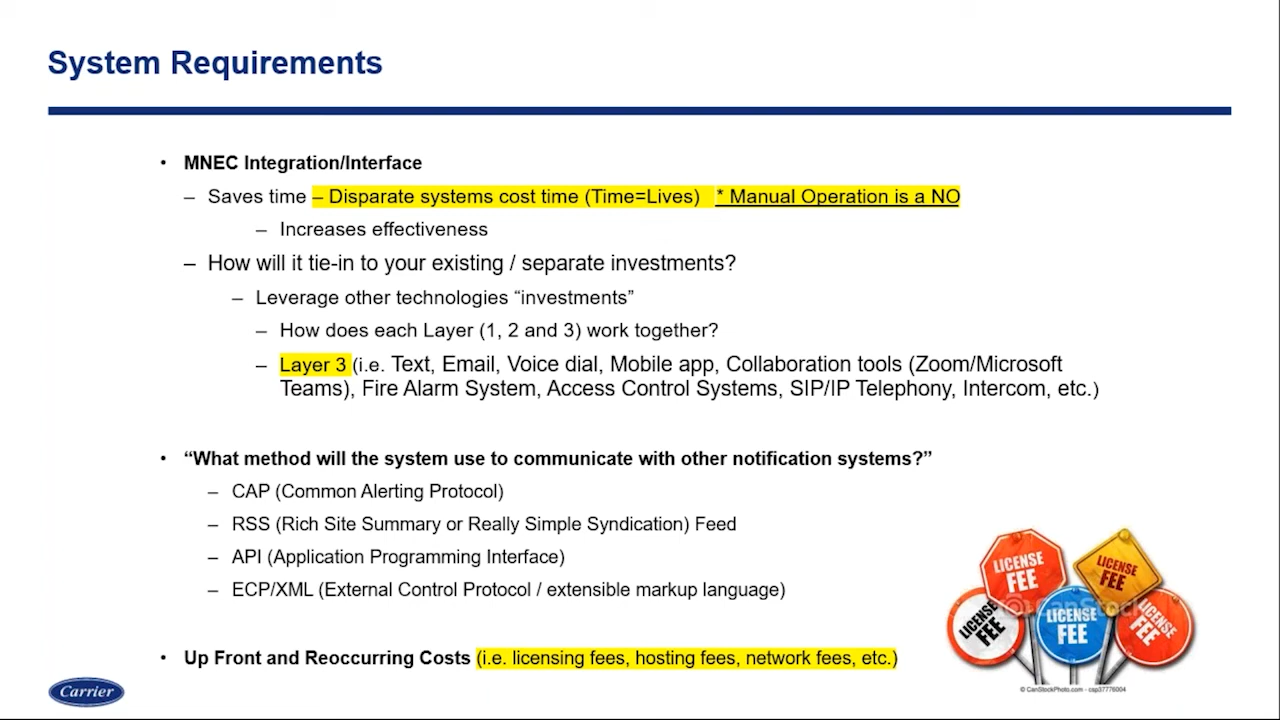 System Requirements
• MNEC Integration/Interface
– Saves time – Disparate systems cost time (Time=Lives) * Manual Operation is a NO
– Increases effectiveness
– How will it tie-in to your existing / separate investments?
– Leverage other technologies “investments”
– How does each Layer (1, 2 and 3) work together?
– Layer 3 (i.e. Text, Email, Voice dial, Mobile app, Collaboration tools (Zoom/Microsoft
Teams), Fire Alarm System, Access Control Systems, SIP/IP Telephony, Intercom, etc.)
• “What method will the system use to communicate with other notification systems?”
– CAP (Common Alerting Protocol)
– RSS (Rich Site Summary or Really Simple Syndication) Feed
– API (Application Programming Interface)
– ECP/XML (External Control Protocol / extensible markup language)
• Up Front and Reoccurring Costs (i.e. licensing fees, hosting fees, network fees, etc.)
LICENSE
FEE
LICENSE
FEE
LICENSE
FEE
LICENSE
FEE
LICENSE
FEE
CanStock
© CanStockPhoto.com - csp37776004
Carrier